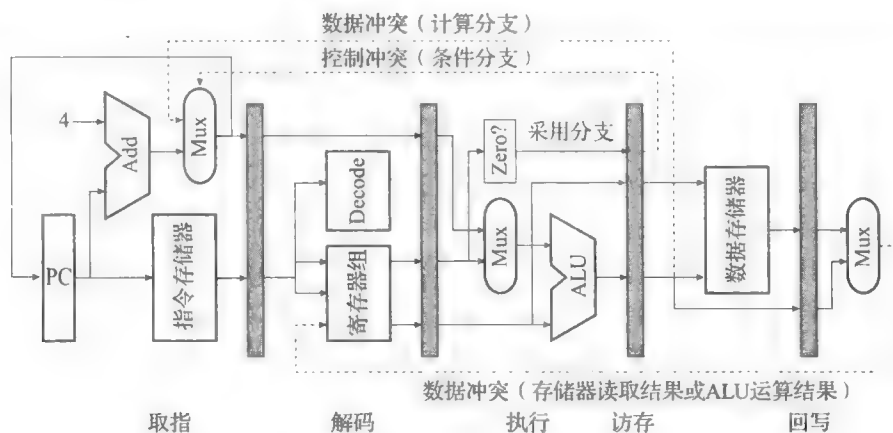 数据冲突（计算分支）
控制冲突（条件分支）
4
Add
Mux
Zero?
采用分支
Decode
Mux
ALU
数据存储器
Mux
PC
指令存储器
寄存器组
数据冲突（存储器读取结果或ALU运算结果）
取指
解码
执行
访存
回写